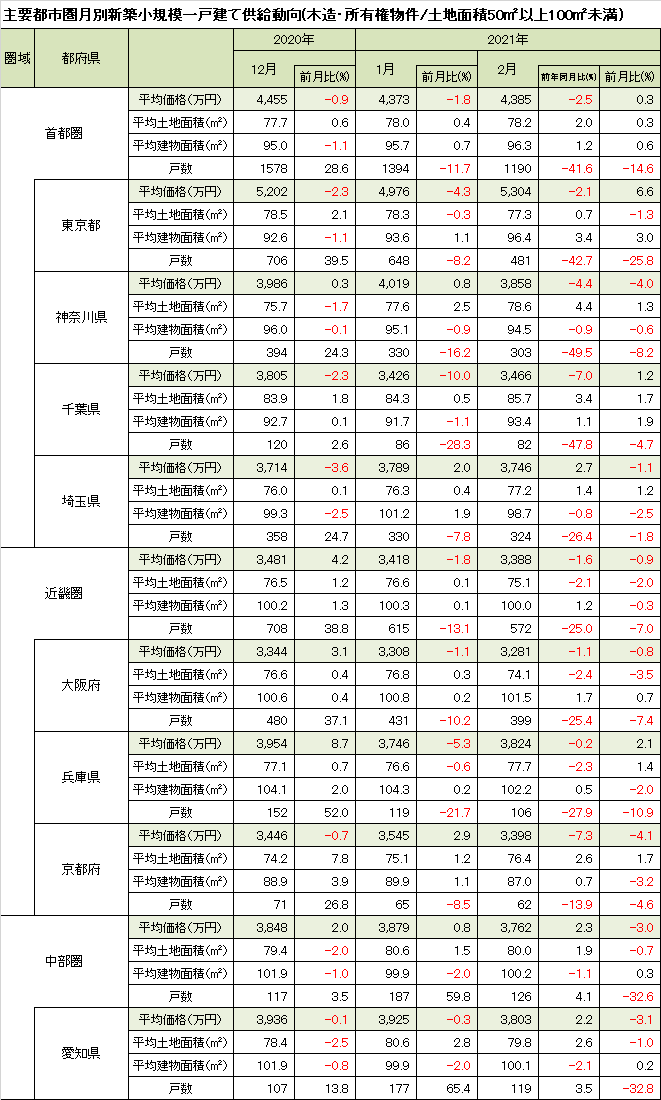 主要都市圏月別新築小規模一戸建て供給動向(木造・所有権物件/土地面積50㎡以上100㎡未満)
圏域 都府県 2020年 2021年
12月 前月比(%) 1月 前月比(%) 2月 前年同月比(%) 前月比(%)
首都圏
平均価格(万円) 4,455 -0.9 4,373 -1.8 4,385 -2.5 0.3
平均土地面積(㎡) 77.7 0.6 78.0 0.4 78.2 2.0 0.3
平均建物面積(㎡) 95.0 -1.1 95.7 0.7 96.3 1.2 0.6
戸数 1578 28.6 1394 -11.7 1190 -41.6 -14.6
東京都
平均価格(万円) 5,202 -2.3 4,976 -4.3 5,304 -2.1 6.6
平均土地面積(㎡) 78.5 2.1 78.3 -0.3 77.3 0.7 -1.3
平均建物面積(㎡) 92.6 -1.1 93.6 1.1 96.4 3.4 3.0
戸数 706 39.5 648 -8.2 481 -42.7 -25.8
神奈川県
平均価格(万円) 3,986 0.3 4,019 0.8 3,858 -4.4 -4.0
平均土地面積(㎡) 75.7 -1.7 77.6 2.5 78.6 4.4 1.3
平均建物面積(㎡) 96.0 -0.1 95.1 -0.9 94.5 -0.9 -0.6
戸数 394 24.3 330 -16.2 303 -49.5 -8.2
千葉県
平均価格(万円) 3,805 -2.3 3,426 -10.0 3,466 -7.0 1.2
平均土地面積(㎡) 83.9 1.8 84.3 0.5 85.7 3.4 1.7
平均建物面積(㎡) 92.7 0.1 91.7 -1.1 93.4 1.1 1.9
戸数 120 2.6 86 -28.3 82 -47.8 -4.7
埼玉県
平均価格(万円) 3,714 -3.6 3,789 2.0 3,746 2.7 -1.1
平均土地面積(㎡) 76.0 0.1 76.3 0.4 77.2 1.4 1.2
平均建物面積(㎡) 99.3 -2.5 101.2 1.9 98.7 -0.8 -2.5
戸数 358 24.7 330 -7.8 324 -26.4 -1.8
近畿圏
平均価格(万円) 3,481 4.2 3,418 -1.8 3,388 -1.6 -0.9
平均土地面積(㎡) 76.5 1.2 76.6 0.1 75.1 -2.1 -2.0
平均建物面積(㎡) 100.2 1.3 100.3 0.1 100.0 1.2 -0.3
戸数 708 38.8 615 -13.1 572 -25.0 -7.0
大阪府
平均価格(万円) 3,344 3.1 3,308 -1.1 3,281 -1.1 -0.8
平均土地面積(㎡) 76.6 0.4 76.8 0.3 74.1 -2.4 -3.5
平均建物面積(㎡) 100.6 0.4 100.8 0.2 101.5 1.7 0.7
戸数 480 37.1 431 -10.2 399 -25.4 -7.4
兵庫県
平均価格(万円) 3,954 8.7 3,746 -5.3 3,824 -0.2 2.1
平均土地面積(㎡) 77.1 0.7 76.6 -0.6 77.7 -2.3 1.4
平均建物面積(㎡) 104.1 2.0 104.3 0.2 102.2 0.5 -2.0
戸数 152 52.0 119 -21.7 106 -27.9 -10.9
京都府
平均価格(万円) 3,446 -0.7 3,545 2.9 3,398 -7.3 -4.1
平均土地面積(㎡) 74.2 7.8 75.1 1.2 76.4 2.6 1.7
平均建物面積(㎡) 88.9 3.9 89.9 1.1 87.0 0.7 -3.2
戸数 71 26.8 65 -8.5 62 -13.9 -4.6
中部圏
平均価格(万円) 3,848 2.0 3,879 0.8 3,762 2.3 -3.0
平均土地面積(㎡) 79.4 -2.0 80.6 1.5 80.0 1.9 -0.7
平均建物面積(㎡) 101.9 -1.0 99.9 -2.0 100.2 -1.1 0.3
戸数 117 3.5 187 59.8 126 4.1 -32.6
愛知県
平均価格(万円) 3,936 -0.1 3,925 -0.3 3,803 2.2 -3.1
平均土地面積(㎡) 78.4 -2.5 80.6 2.8 79.8 2.6 -1.0
平均建物面積(㎡) 101.9 -0.8 99.9 -2.0 100.1 -2.1 0.2
戸数 107 13.8 177 65.4 119 3.5 -32.8